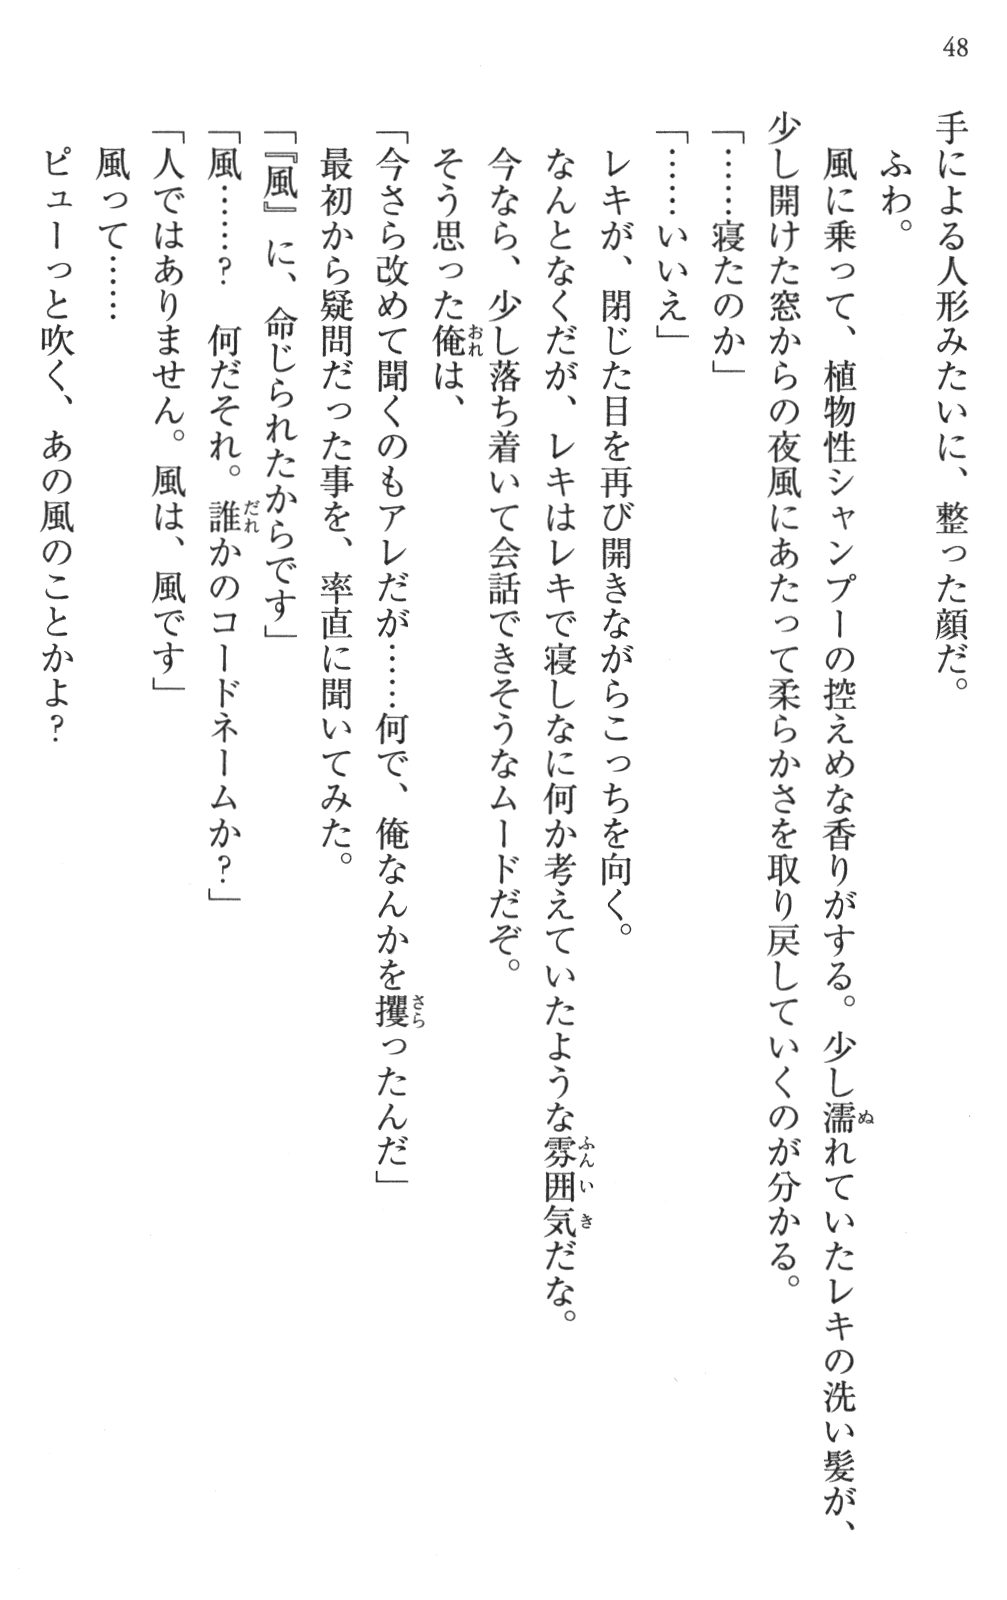 48
手による人形みたいに、整った顔だ。
ふわ。
風に乗って、植物性シャンプーの控えめな香りがする。少し濡れていたレキの洗い髪が、
少し開けた窓からの夜風にあたって柔らかさを取り戻していくのが分かる。
「……寝たのか」
「……いいえ」
レキが、閉じた目を再び開きながらこっちを向く。
なんとなくだが、レキはレキで寝しなに何か考えていたような雰囲気だな。
今なら、少し落ち着いて会話できそうなムードだぞ。
そう思った俺は、
「今さら改めて聞くのもアレだが……何で、俺なんかを攫ったんだ」
最初から疑問だった事を、率直に聞いてみた。
「『風』に、命じられたからです」
「風……？　何だそれ。誰かのコードネームか？」
「人ではありません。風は、風です」
風って……
ピューっと吹く、あの風のことかよ？